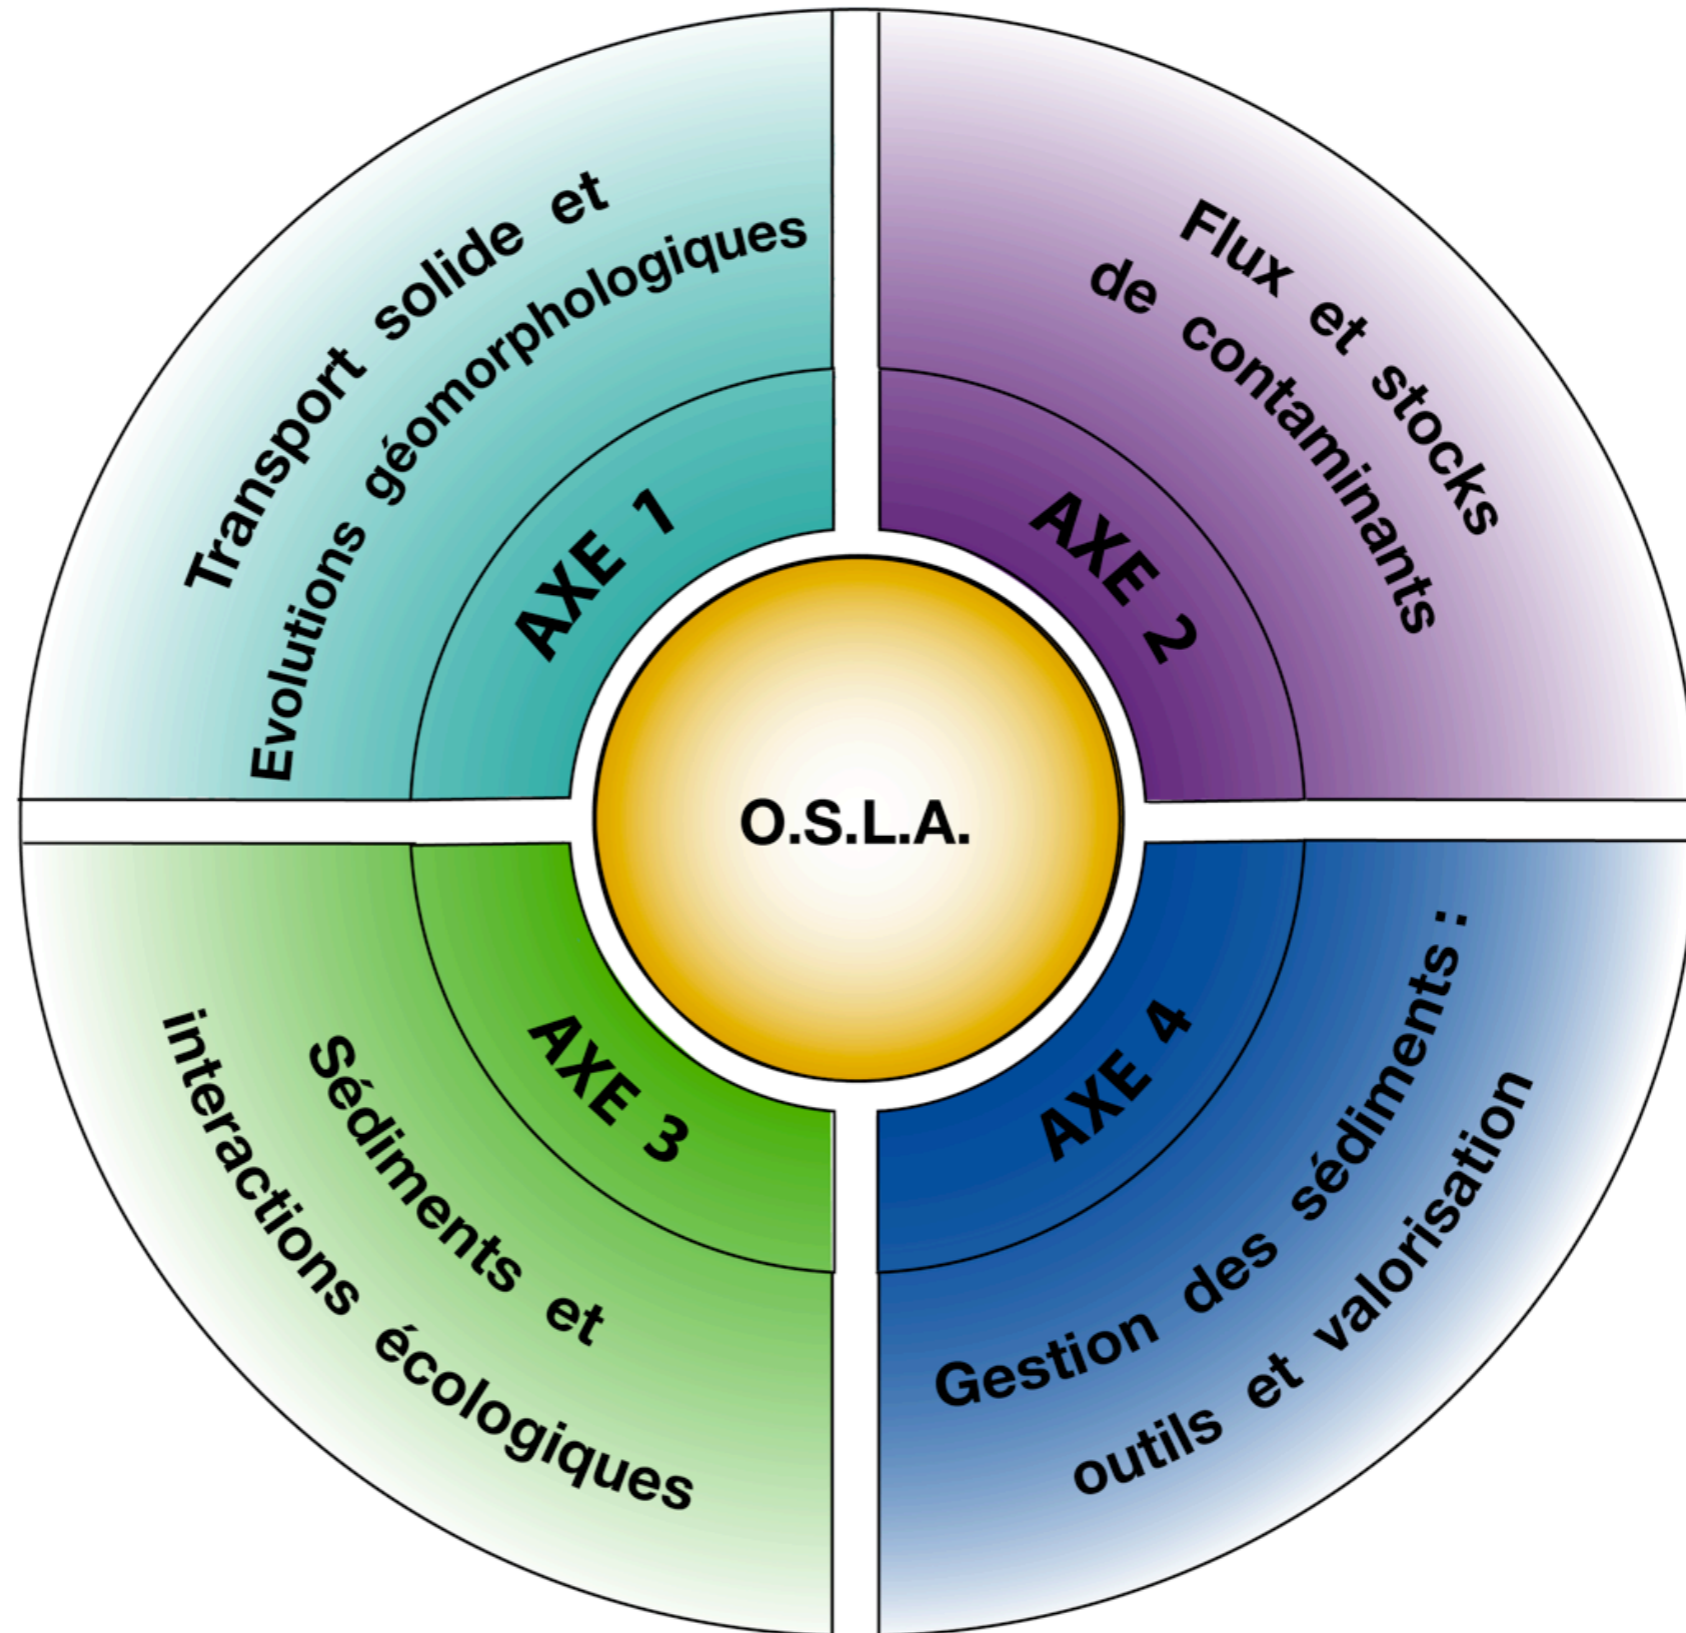 Transport solide et
Evolutions géomorphologiques
AXE 1
Flux et stocks
de contaminants
AXE 2
O.S.L.A.
AXE 3
Sédiments et
interactions écologiques
AXE 4
Gestion des sédiments :
outils et valorisation